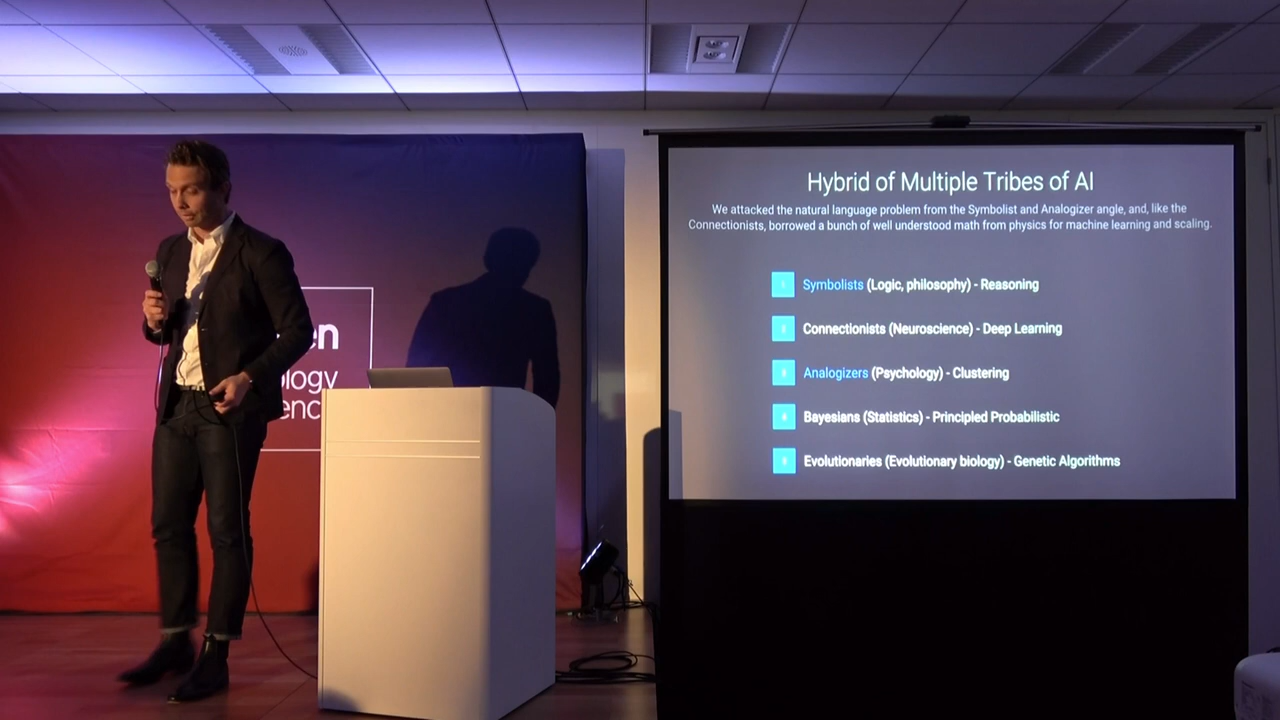 en
ology
enc
Hybrid of Multiple Tribes of AI
We attacked the natural language problem from the Symbolist and Analogizer angle, and, like the
Connectionists, borrowed a bunch of well understood math from physics for machine learning and scaling.
Symbolists (Logic, philosophy) - Reasoning
Connectionists (Neuroscience) - Deep Learning
Analogizers (Psychology) - Clustering
Bayesians (Statistics) - Principled Probabilistic
Evolutionaries (Evolutionary biology) - Genetic Algorithms